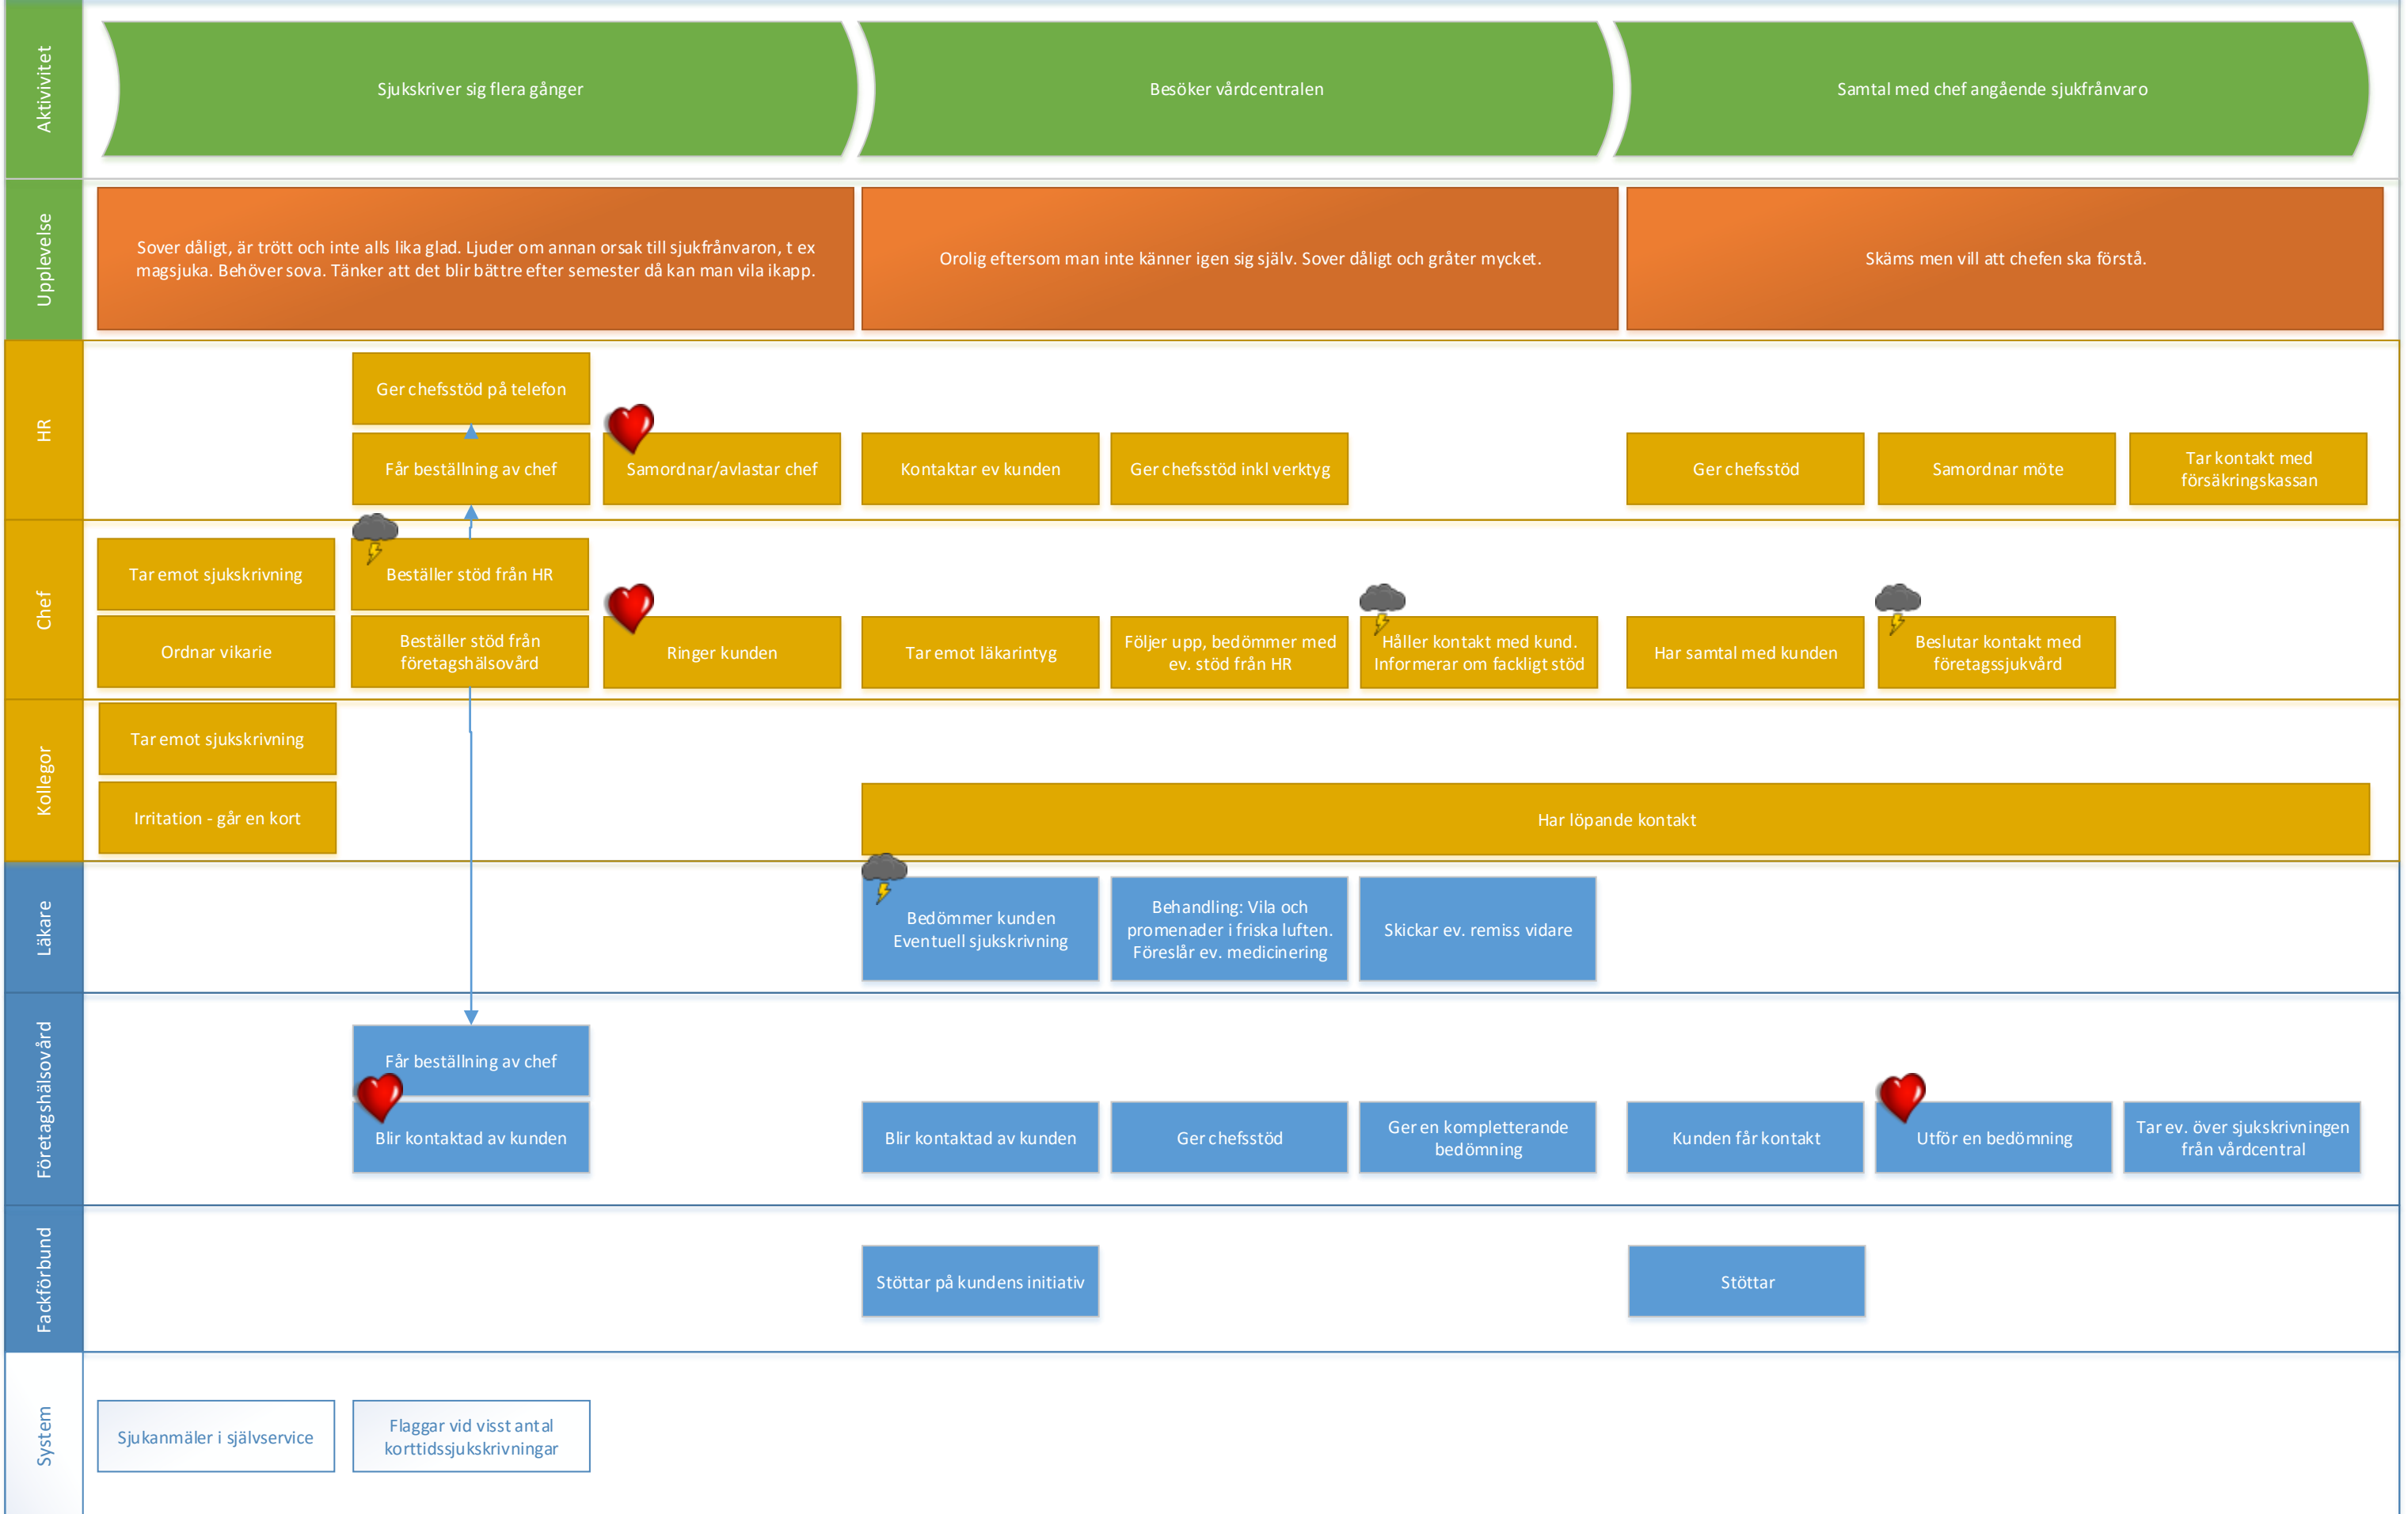 Aktivivitet
Sjukskriver sig flera gånger
Besöker vårdcentralen
Samtal med chef angående sjukfrånvaro
Upplevelse
Sover dåligt, är trött och inte alls lika glad. Ljuder om annan orsak till sjukfrånvaron, t ex
magsjuka. Behöver sova. Tänker att det blir bättre efter semester då kan man vila ikapp.
Orolig eftersom man inte känner igen sig själv. Sover dåligt och gråter mycket.
Skäms men vill att chefen ska förstå.
HR
Ger chefsstöd på telefon
Får beställning av chef
Samordnar/avlastar chef
Kontaktar ev kunden
Ger chefsstöd inkl verktyg
Ger chefsstöd
Samordnar möte
Tar kontakt med
försäkringskassan
Chef
Tar emot sjukskrivning
Beställer stöd från HR
Ordnar vikarie
Beställer stöd från
företagshälsovård
Ringer kunden
Tar emot läkarintyg
Följer upp, bedömmer med
ev. stöd från HR
Håller kontakt med kund.
Informerar om fackligt stöd
Har samtal med kunden
Beslutar kontakt med
företagssjukvård
Kollegor
Tar emot sjukskrivning
Irritation - går en kort
Har löpande kontakt
Läkare
Bedömmer kunden
Eventuell sjukskrivning
Behandling: Vila och
promenader i friska luften.
Föreslår ev. medicinering
Skickar ev. remiss vidare
Företagshälsovård
Får beställning av chef
Blir kontaktad av kunden
Blir kontaktad av kunden
Ger chefsstöd
Ger en kompletterande
bedömning
Kunden får kontakt
Utför en bedömning
Tar ev. över sjukskrivningen
från vårdcentral
Fackförbund
Stöttar på kundens initiativ
Stöttar
System
Sjukanmäler i självservice
Flaggar vid visst antal
korttidssjukskrivningar